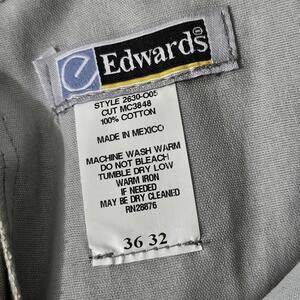 e Edwards
STYLE 2630-005
CUT MC3848
100% COTTON
MADE IN MEXICO
MACHINE WASH WARM
DO NOT BLEACH
TUMBLE DRY LOW
WARM IRON
IF NEEDED
MAY BE DRY CLEANED
RN28876
36 32